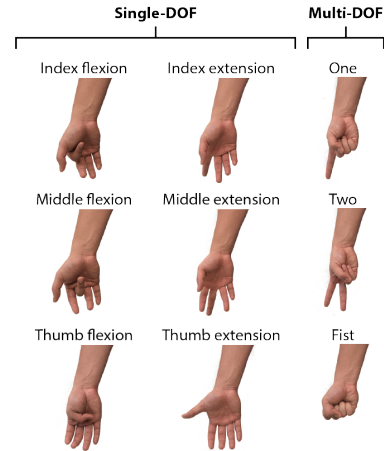 Single-DOF Multi-DOF
Index flexion Index extension One
Middle flexion Middle extension Two
Thumb flexion Thumb extension Fist